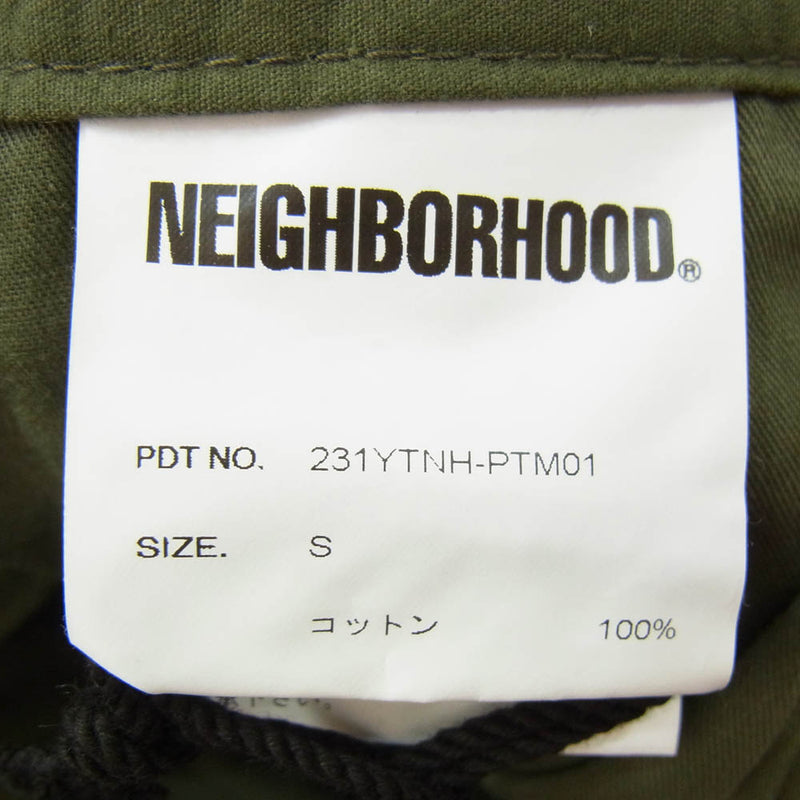 NEIGHBORHOOD®
PDT NO. 231YTNH-PTM01
SIZE. S
コットン 100%